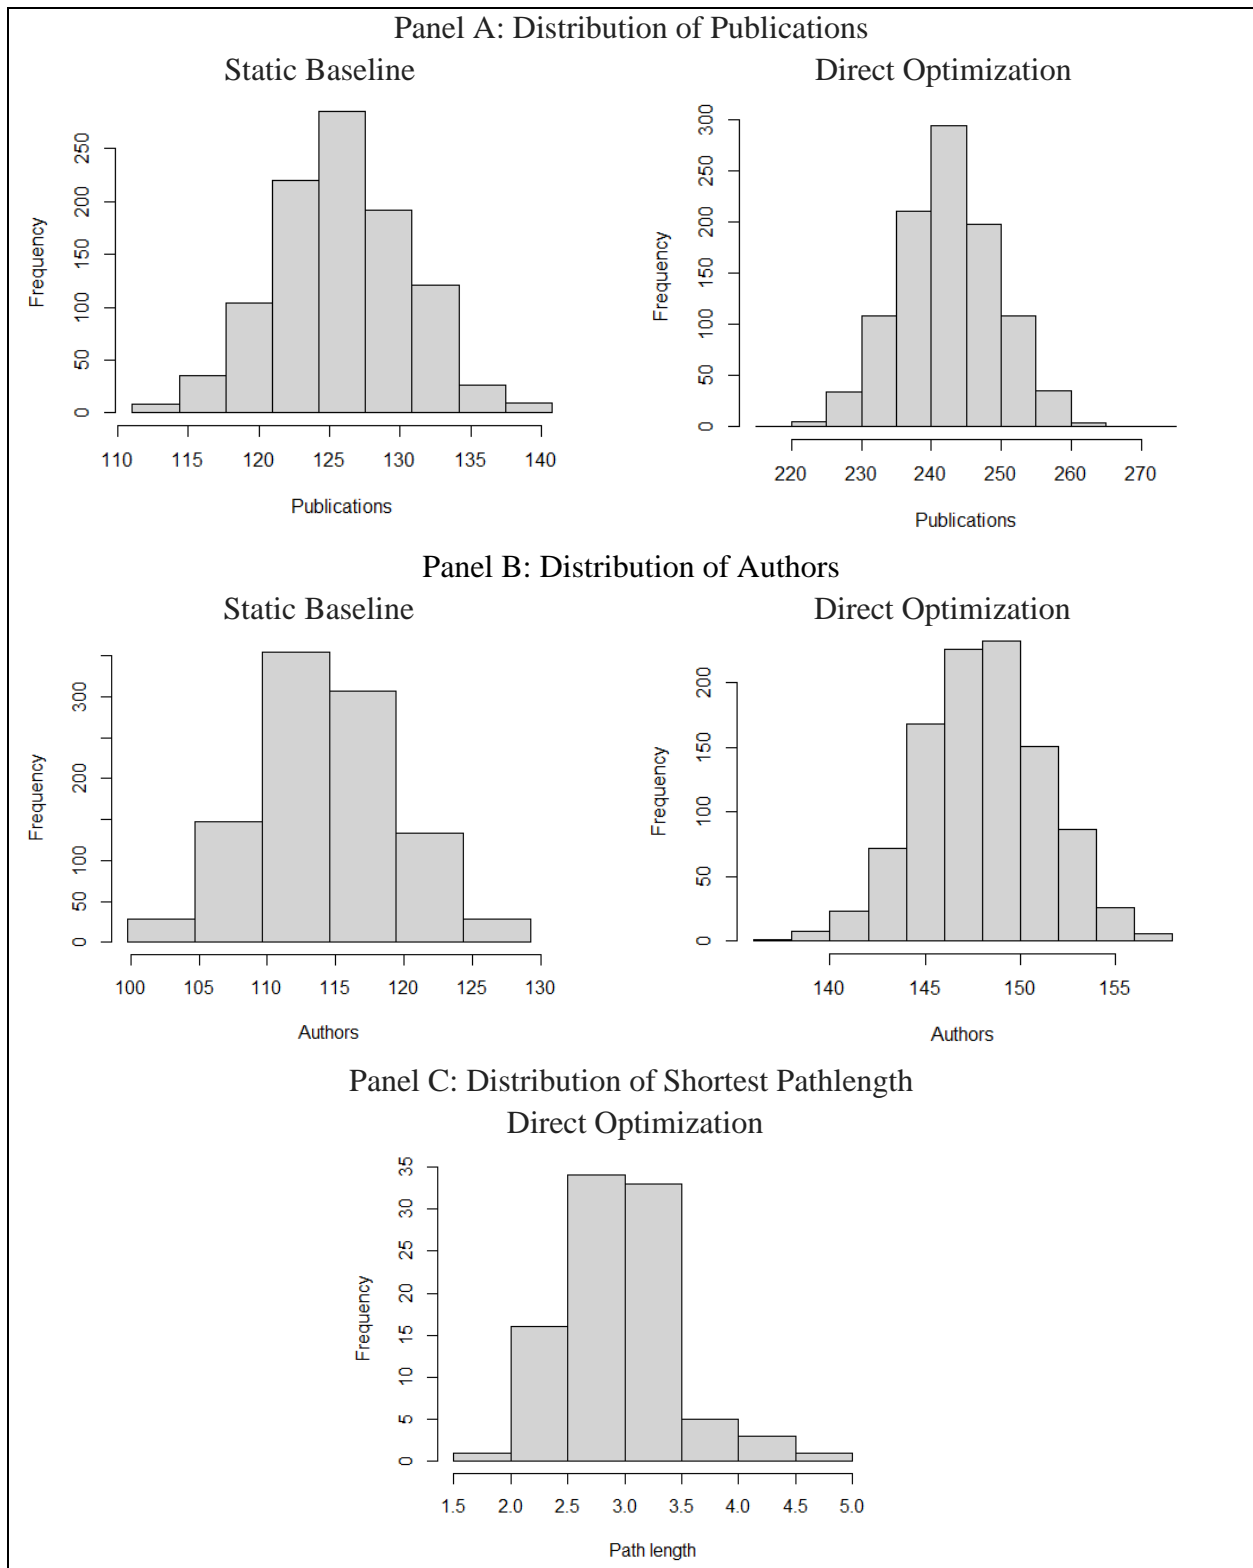 Panel A: Distribution of Publications
Static Baseline
Direct Optimization
Frequency
0
50
100
150
200
250
110 115 120 125 130 135 140
Publications
Frequency
0
50
100
150
200
250
300
220 230 240 250 260 270
Publications
Panel B: Distribution of Authors
Static Baseline
Direct Optimization
Frequency
0
50
100
200
300
100 105 110 115 120 125 130
Authors
Frequency
0
50
100
150
200
140 145 150 155
Authors
Panel C: Distribution of Shortest Pathlength
Direct Optimization
Frequency
0
5
10
15
20
25
30
35
1.5 2.0 2.5 3.0 3.5 4.0 4.5 5.0
Path length